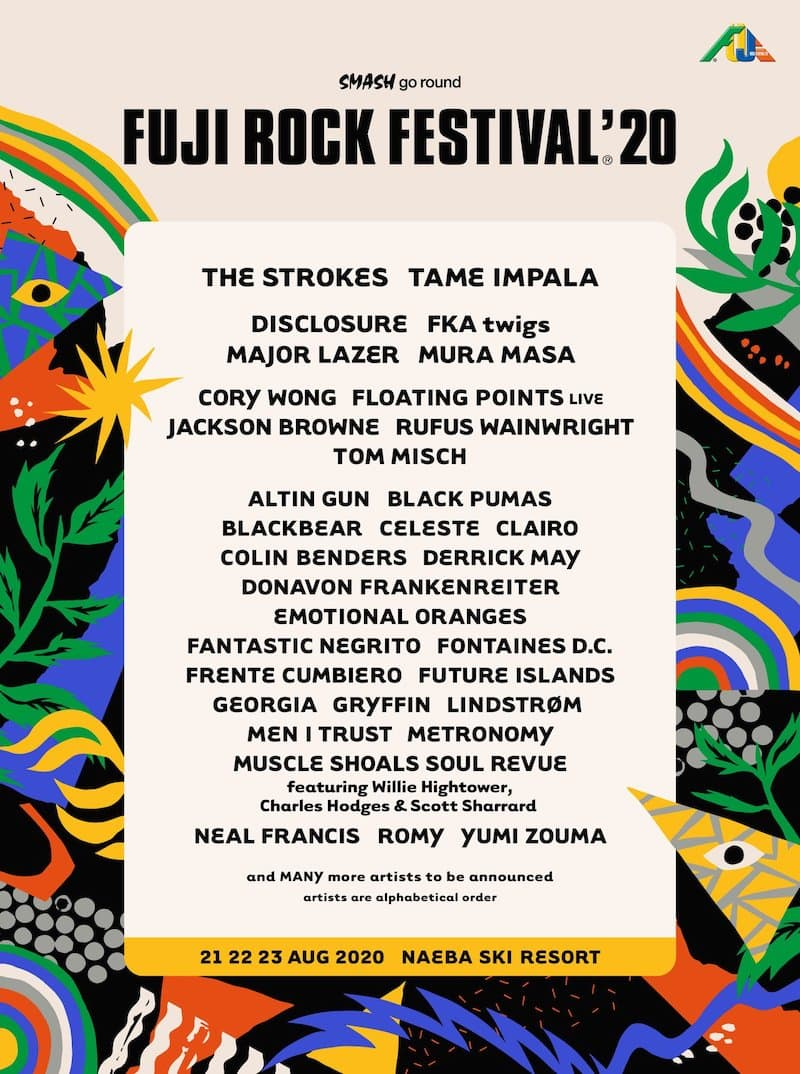 SMASH go round
FUJI ROCK FESTIVAL®'20
THE STROKES TAME IMPALA
DISCLOSURE FKA twigs
MAJOR LAZER MURA MASA
CORY WONG FLOATING POINTS LIVE
JACKSON BROWNE RUFUS WAINWRIGHT
TOM MISCH
ALTIN GUN BLACK PUMAS
BLACKBEAR CELESTE CLAIRO
COLIN BENDERS DERRICK MAY
DONAVON FRANKENREITER
EMOTIONAL ORANGES
FANTASTIC NEGRITO FONTAINES D.C.
FRENTE CUMBIERO FUTURE ISLANDS
GEORGIA GRYFFIN LINDSTRØM
MEN I TRUST METRONOMY
MUSCLE SHOALS SOUL REVUE
featuring Willie Hightower,
Charles Hodges & Scott Sharrard
NEAL FRANCIS ROMY YUMI ZOUMA
and MANY more artists to be announced
artists are alphabetical order
21 22 23 AUG 2020 NAEBA SKI RESORT